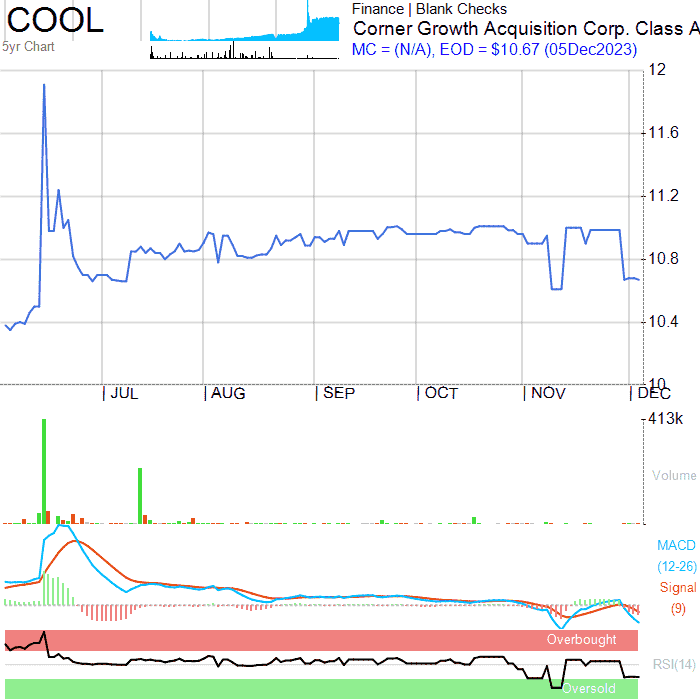 COOL
5yr Chart
Finance | Blank Checks
Corner Growth Acquisition Corp. Class A
MC = (N/A), EOD = $10.67 (05Dec2023)
12
11.6
11.2
10.8
10.4
10
JUL
AUG
SEP
OCT
NOV
DEC
413k
Volume
MACD
(12-26)
Signal
(9)
Overbought
RSI(14)
Oversold